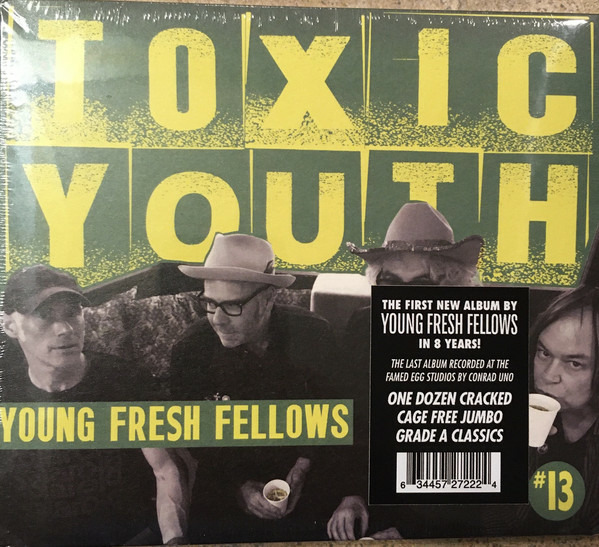 TOXIC
YOUTH
THE FIRST NEW ALBUM BY
YOUNG FRESH FELLOWS
IN 8 YEARS!
THE LAST ALBUM RECORDED AT THE
FAMED EGG STUDIOS BY CONRAD UNO
ONE DOZEN CRACKED
CAGE FREE JUMBO
GRADE A CLASSICS
6 34457 27222 4
YOUNG FRESH FELLOWS
#13